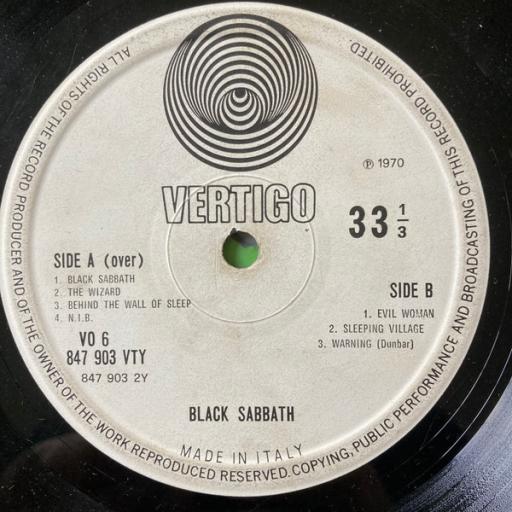 ALL RIGHTS OF THE RECORD PRODUCER AND OF THE OWNER OF THE WORK REPRODUCED RESERVED. COPYING, PUBLIC PERFORMANCE AND BROADCASTING OF THIS RECORD PROHIBITED.
℗ 1970
VERTIGO
33 1/3
SIDE A (over)
1. BLACK SABBATH
2. THE WIZARD
3. BEHIND THE WALL OF SLEEP
4. N.I.B.
VO 6
847 903 VTY
847 903 2Y
SIDE B
1. EVIL WOMAN
2. SLEEPING VILLAGE
3. WARNING (Dunbar)
BLACK SABBATH
MADE IN ITALY